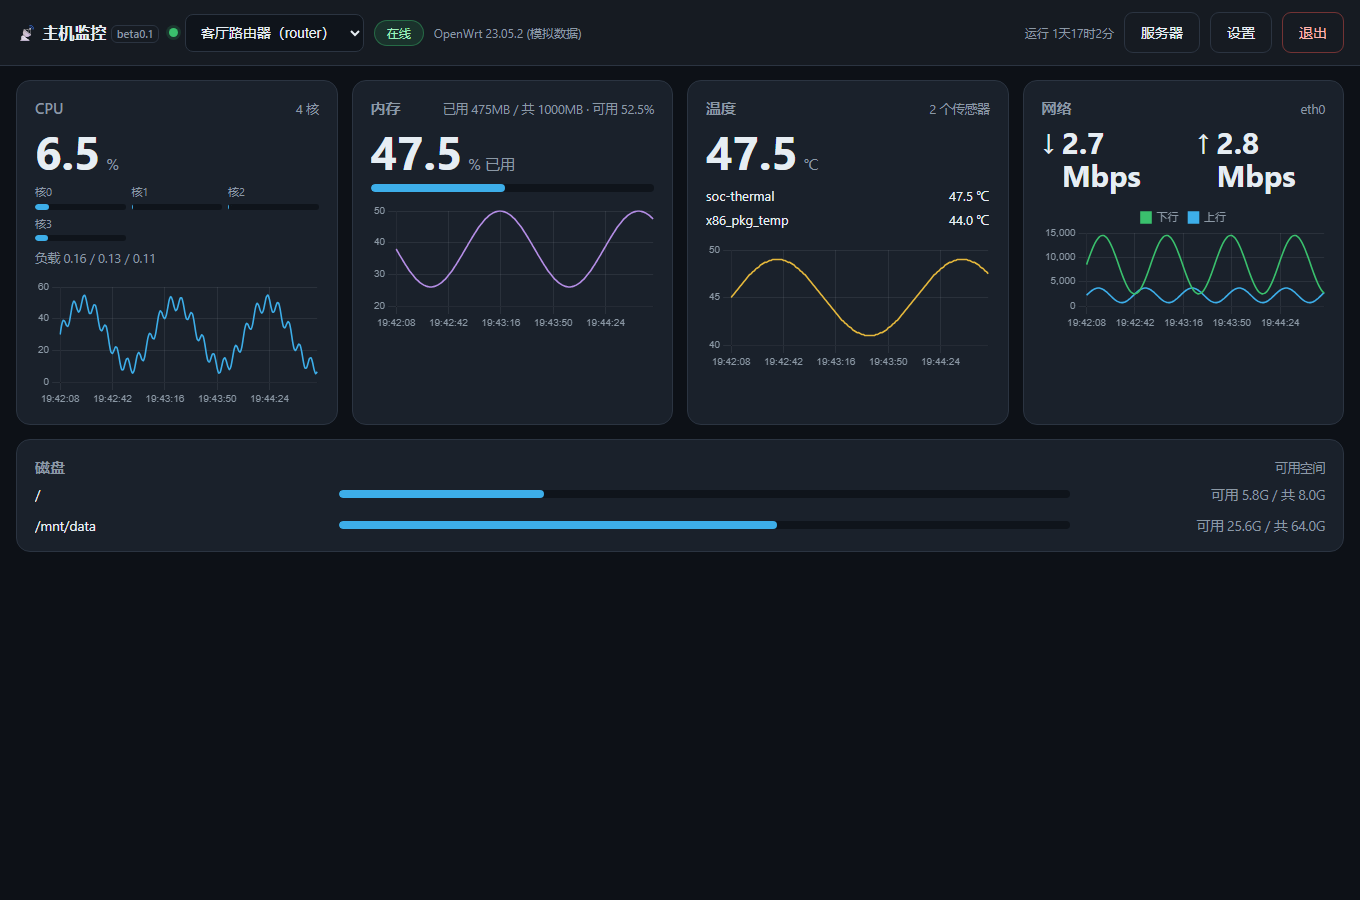 主机监控 beta0.1 客厅路由器（router） 在线 OpenWrt 23.05.2 (模拟数据) 运行 1天17时2分 服务器 设置 退出
CPU 4 核
6.5 %
核0 核1 核2
核3
负载 0.16 / 0.13 / 0.11
60
40
20
0
19:42:08 19:42:42 19:43:16 19:43:50 19:44:24
内存 已用 475MB / 共 1000MB · 可用 52.5%
47.5 % 已用
50
40
30
20
19:42:08 19:42:42 19:43:16 19:43:50 19:44:24
温度 2 个传感器
47.5 ℃
soc-thermal 47.5 ℃
x86_pkg_temp 44.0 ℃
50
45
40
19:42:08 19:42:42 19:43:16 19:43:50 19:44:24
网络 eth0
↓ 2.7 Mbps ↑ 2.8 Mbps
下行 上行
15,000
10,000
5,000
0
19:42:08 19:42:42 19:43:16 19:43:50 19:44:24
磁盘 可用空间
/ 可用 5.8G / 共 8.0G
/mnt/data 可用 25.6G / 共 64.0G